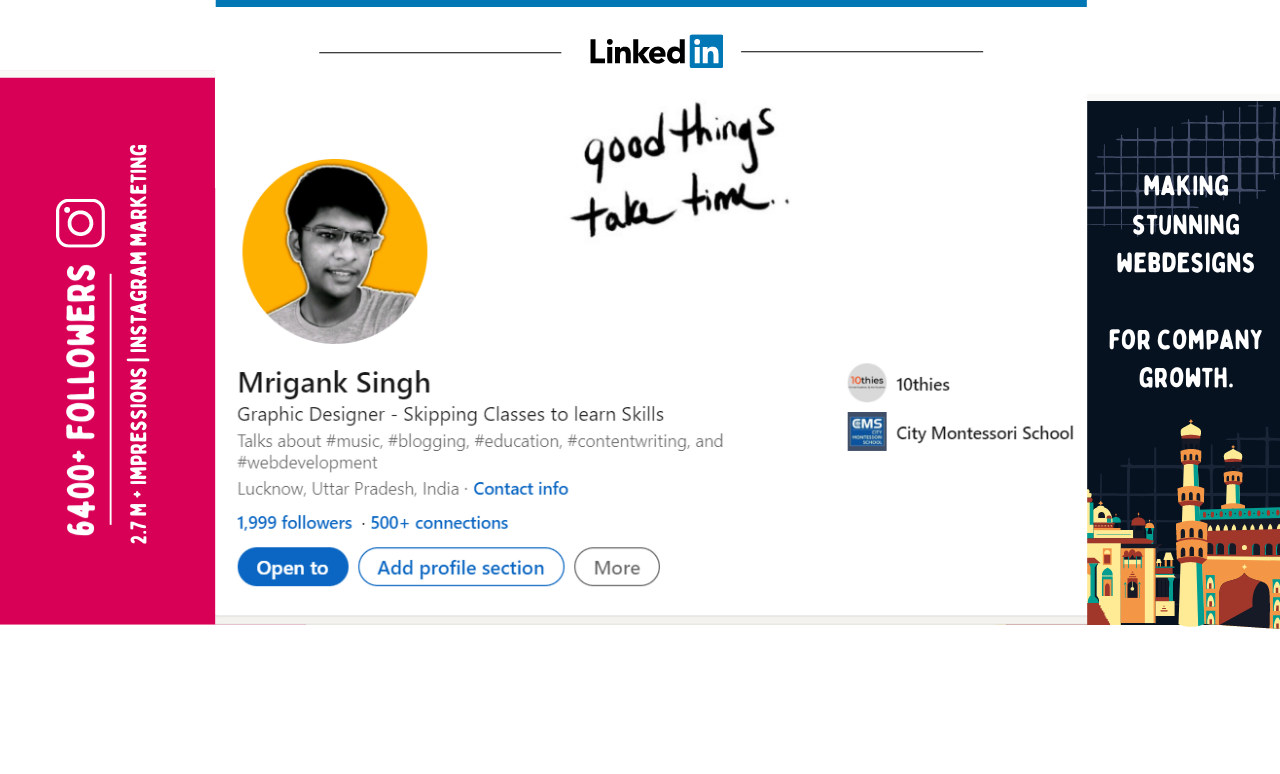 Linked in
good things
take time..
6400+ FOLLOWERS
2.7 M + IMPRESSIONS | INSTAGRAM MARKETING
Mrigank Singh
Graphic Designer - Skipping Classes to learn Skills
Talks about #music, #blogging, #education, #contentwriting, and
#webdevelopment
Lucknow, Uttar Pradesh, India · Contact info
1,999 followers · 500+ connections
Open to
Add profile section
More
10thies
10thies
CMS
CITY
MONTESSORI
SCHOOL
City Montessori School
MAKING
STUNNING
WEBDESIGNS
FOR COMPANY
GROWTH.